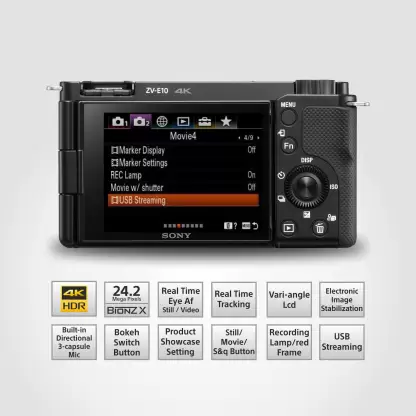 ZV-E10 4K
MENU
Fn
DISP
ISO
1
2
Movie4
4/9
Marker Display Off
Marker Settings
REC Lamp On
Movie w/ shutter Off
USB Streaming
? MENU
SONY
4K
HDR
24.2
Mega Pixels
BIONZ X
Real Time
Eye Af
Still / Video
Real Time
Tracking
Vari-angle
Lcd
Electronic
Image
Stabilization
Built-in
Directional
3-capsule
Mic
Bokeh
Switch
Button
Product
Showcase
Setting
Still/
Movie/
S&q Button
Recording
Lamp/red
Frame
USB
Streaming